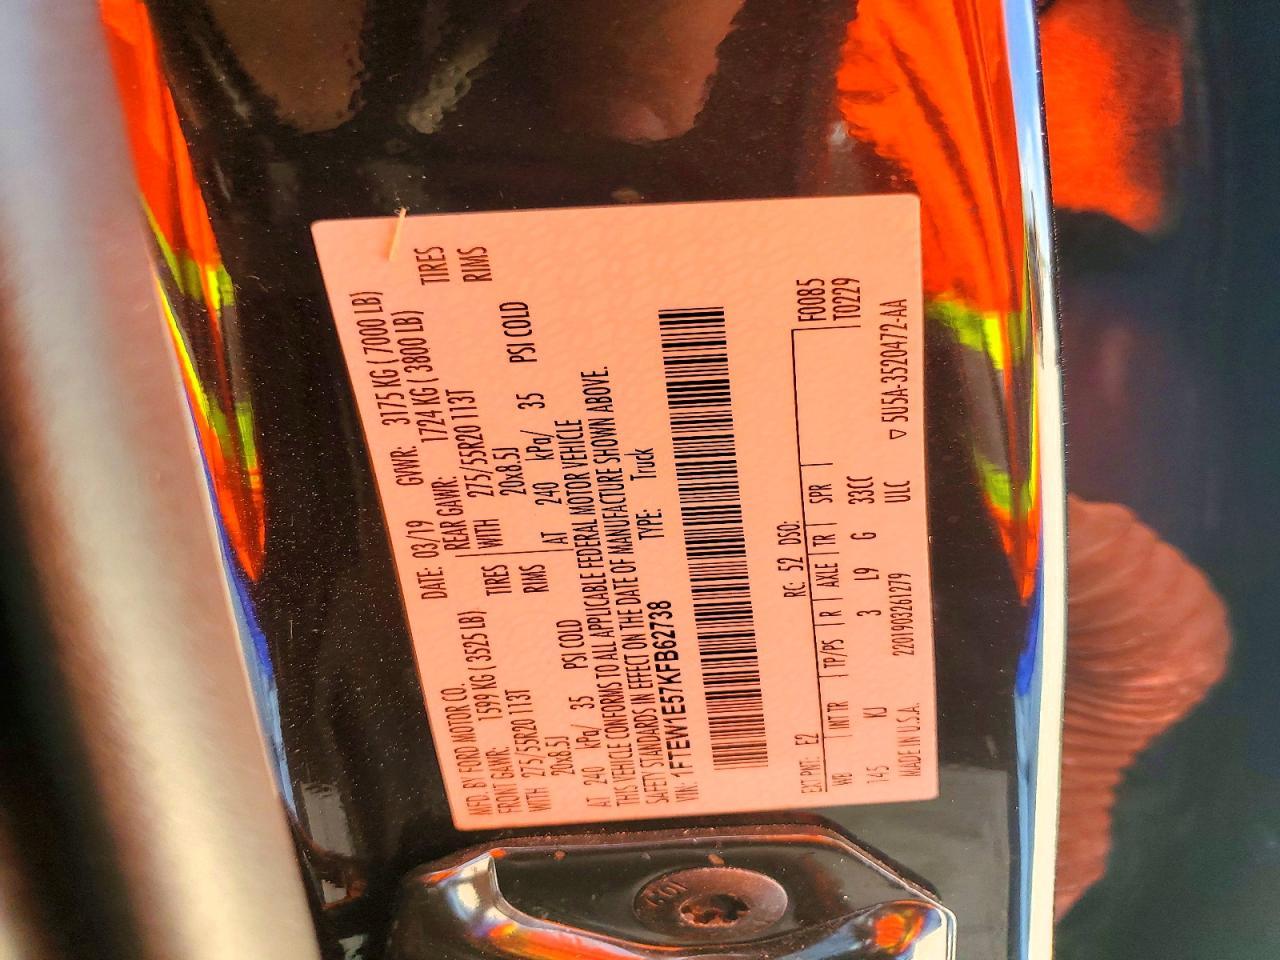 MFD. BY FORD MOTOR CO.
DATE: 03/19 GVWR: 3175 KG ( 7000 LB)
FRONT GAWR: 1599 KG ( 3525 LB)
REAR GAWR: 1724 KG ( 3800 LB)
WITH 275/55R20 113T TIRES
WITH 275/55R20 113T TIRES
20x8.5J RIMS
20x8.5J RIMS
AT 240 kPa/ 35 PSI COLD
AT 240 kPa/ 35 PSI COLD
THIS VEHICLE CONFORMS TO ALL APPLICABLE FEDERAL MOTOR VEHICLE
SAFETY STANDARDS IN EFFECT ON THE DATE OF MANUFACTURE SHOWN ABOVE.
VIN: 1FTEW1E57KFB62738 TYPE: Truck
EXT PNT: E2 RC: 52 DSO: F0085
WB INT TR TP/PS R AXLE TR SPR T0229
145 KJ 3 L9 G 33CC
MADE IN U.S.A. 2201903261279 ULC ▽ 5U5A-3520472-AA